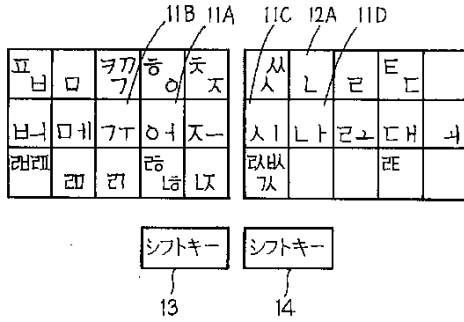 11B 11A 11C 12A 11D
ㅍ ㅂ ㅁ ㅋ ㄲ ㄱ ㅎ ㅇ ㅊ ㅈ ㅆ ㅅ ㄴ ㄹ ㅌ ㄷ
ㅂㅓ ㅁㅔ ㄱㅜ ㅇㅓ ㅈㅡ ㅅㅣ ㄴㅏ ㄹㅗ ㄷㅐ ㅘ
ㄼ ㄿ ㄻ ㄺ ㅀ ㄶ ㄵ ㄽ ㅄ ㄳ ㄾ
シフトキー シフトキー
13 14